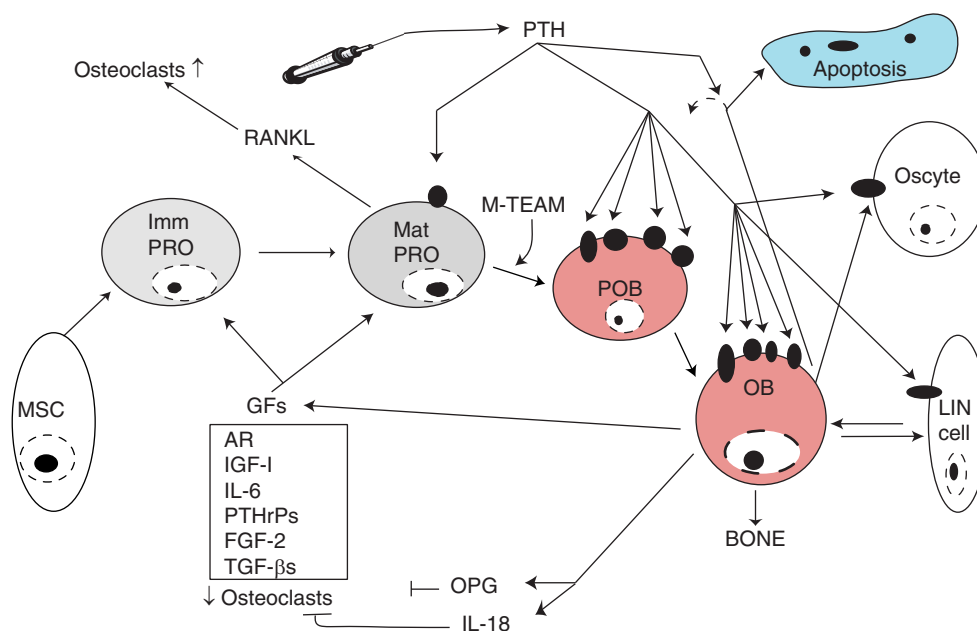 PTH
Osteoclasts ↑
Apoptosis
RANKL
Oscyte
M-TEAM
Imm
PRO
Mat
PRO
POB
MSC
GFs
OB
LIN
cell
AR
IGF-I
IL-6
PTHrPs
FGF-2
TGF-βs
BONE
OPG
↓ Osteoclasts
IL-18